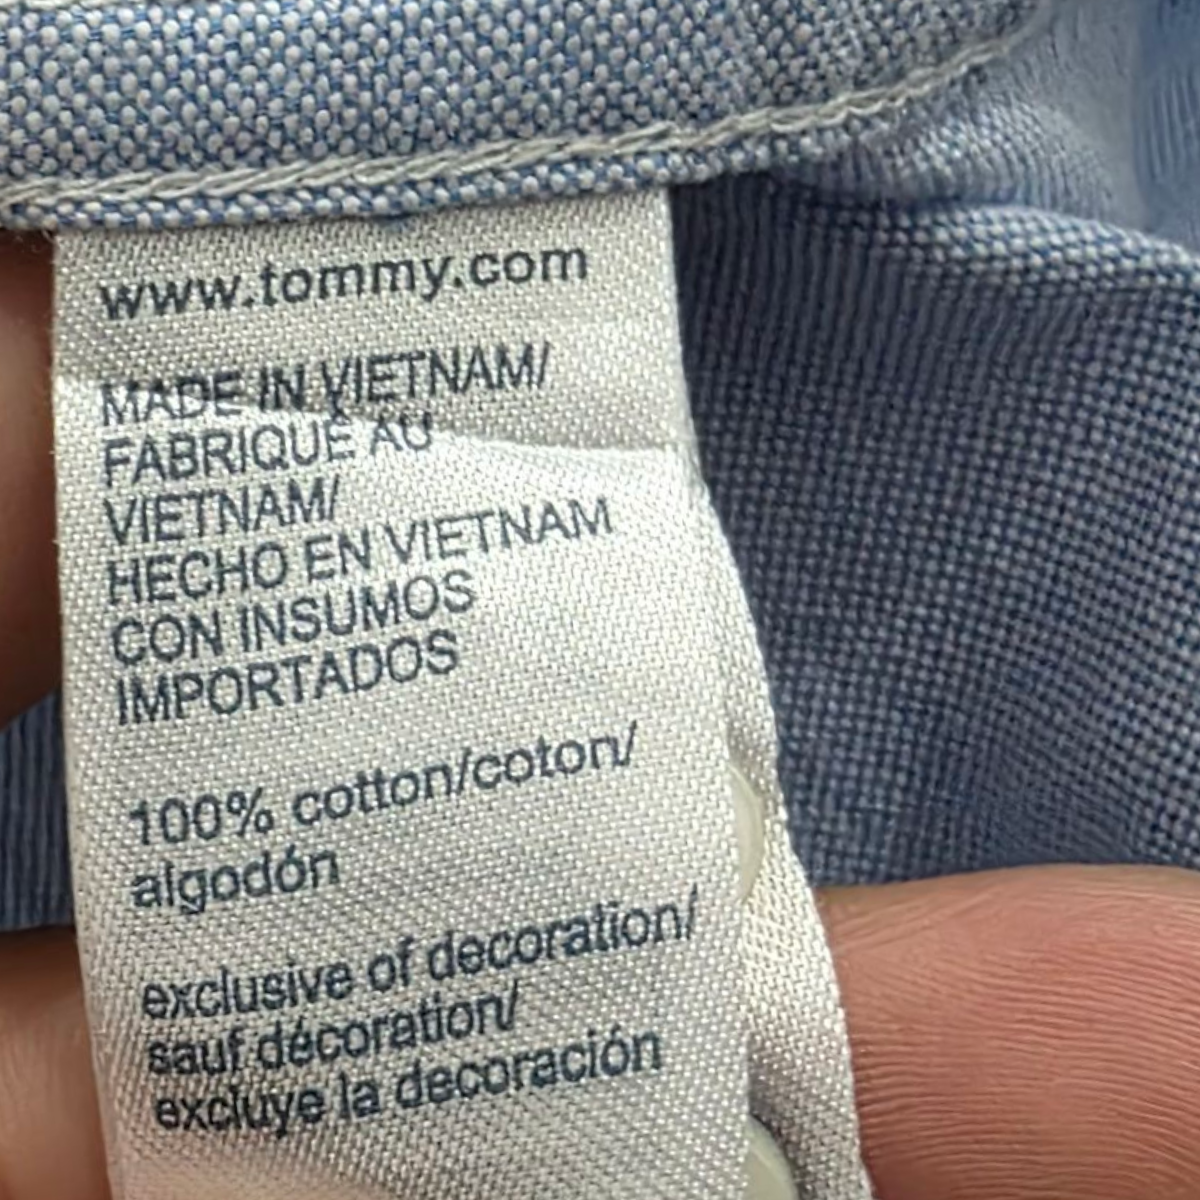 www.tommy.com
MADE IN VIETNAM/
FABRIQUÉ AU
VIETNAM/
HECHO EN VIETNAM
CON INSUMOS
IMPORTADOS
100% cotton/coton/
algodón
exclusive of decoration/
sauf décoration/
excluye la decoración